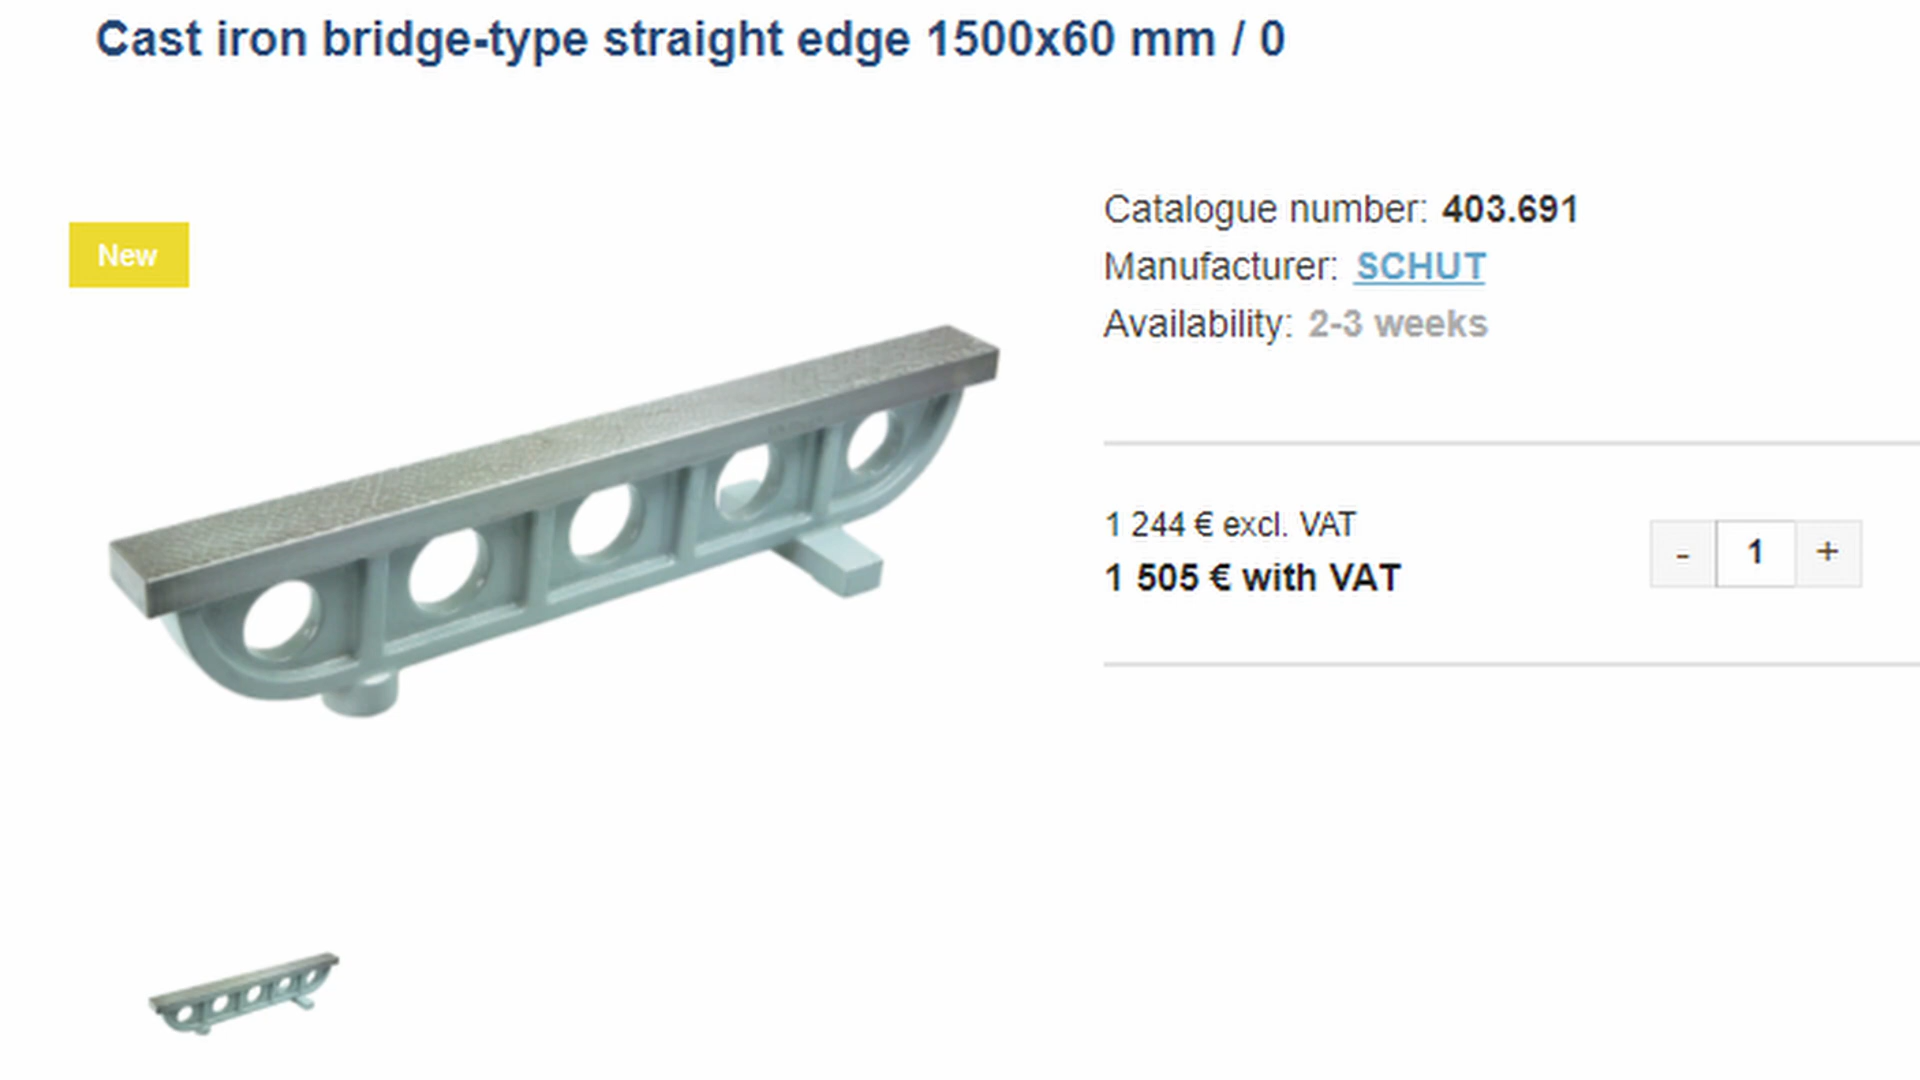 Cast iron bridge-type straight edge 1500x60 mm / 0
New
Catalogue number: 403.691
Manufacturer: SCHUT
Availability: 2-3 weeks
1 244 € excl. VAT
1 505 € with VAT
- 1 +